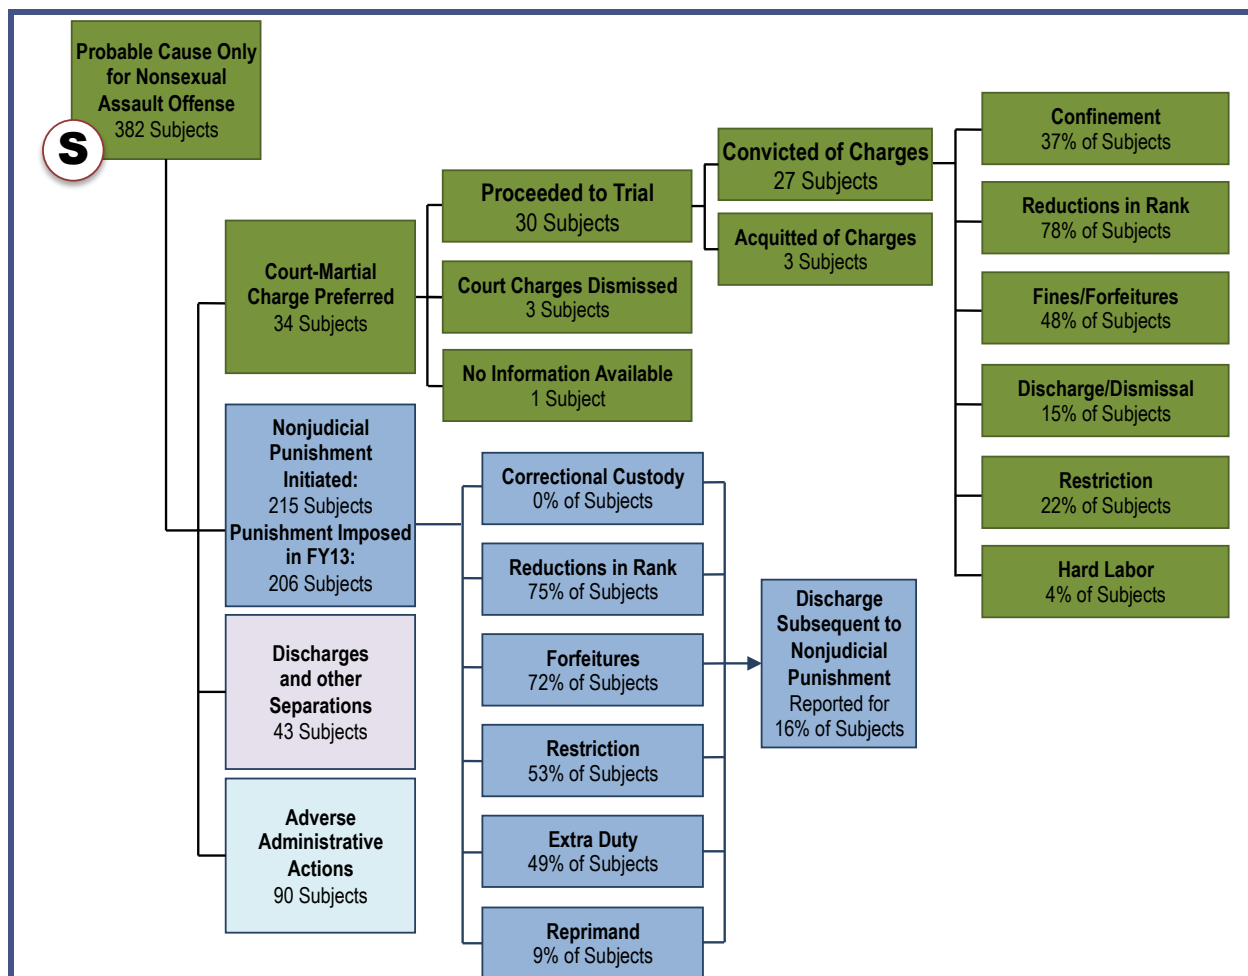 Probable Cause Only
for Nonsexual
Assault Offense
382 Subjects
S
Court-Martial
Charge Preferred
34 Subjects
Proceeded to Trial
30 Subjects
Court Charges Dismissed
3 Subjects
No Information Available
1 Subject
Convicted of Charges
27 Subjects
Acquitted of Charges
3 Subjects
Confinement
37% of Subjects
Reductions in Rank
78% of Subjects
Fines/Forfeitures
48% of Subjects
Discharge/Dismissal
15% of Subjects
Restriction
22% of Subjects
Hard Labor
4% of Subjects
Nonjudicial
Punishment
Initiated:
215 Subjects
Punishment Imposed
in FY13:
206 Subjects
Correctional Custody
0% of Subjects
Reductions in Rank
75% of Subjects
Forfeitures
72% of Subjects
Restriction
53% of Subjects
Extra Duty
49% of Subjects
Reprimand
9% of Subjects
Discharge
Subsequent to
Nonjudicial
Punishment
Reported for
16% of Subjects
Discharges
and other
Separations
43 Subjects
Adverse
Administrative
Actions
90 Subjects